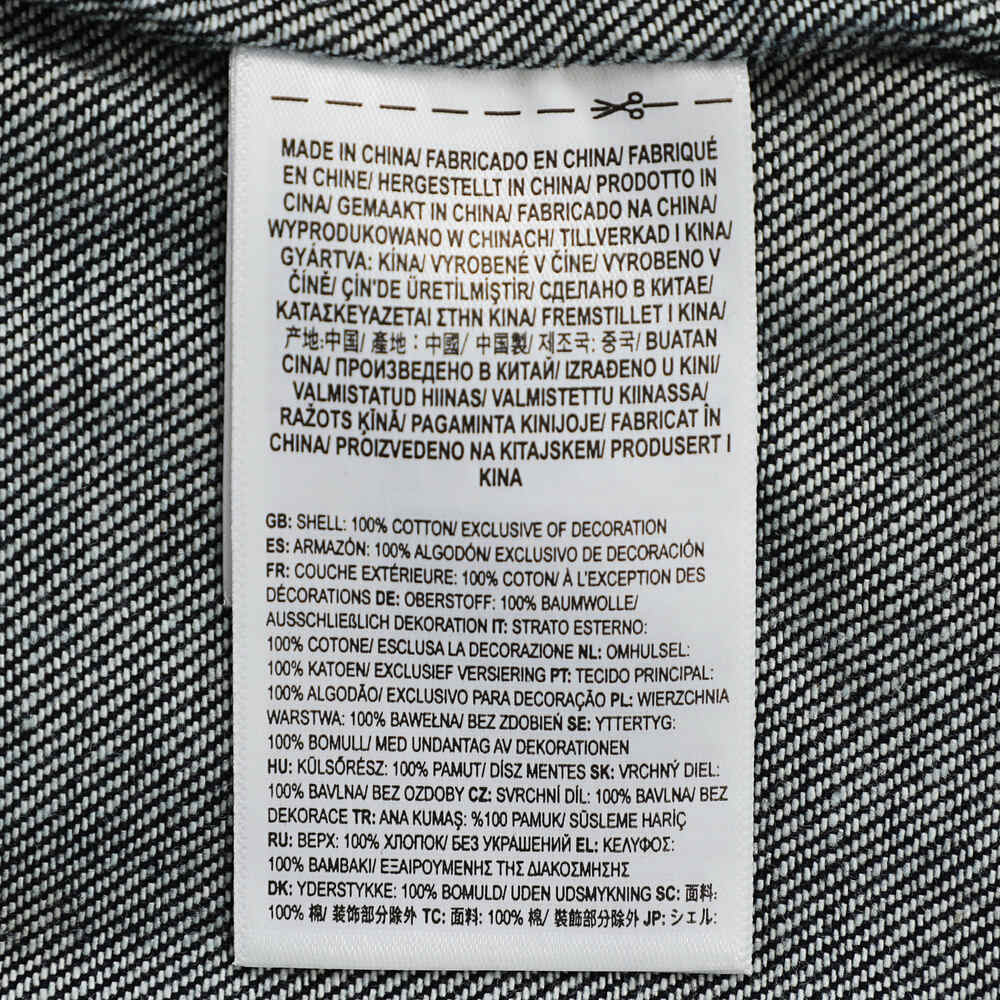 MADE IN CHINA/ FABRICADO EN CHINA/ FABRIQUÉ
EN CHINE/ HERGESTELLT IN CHINA/ PRODOTTO IN
CINA/ GEMAAKT IN CHINA/ FABRICADO NA CHINA/
WYPRODUKOWANO W CHINACH/ TILLVERKAD I KINA/
GYÁRTVA: KÍNA/ VYROBENÉ V ČÍNE/ VYROBENO V
ČÍNĚ/ ÇİN'DE ÜRETİLMİŞTİR/ СДЕЛАНО В КИТАЕ/
ΚΑΤΑΣΚΕΥΑΖΕΤΑΙ ΣΤΗΝ ΚΙΝΑ/ FREMSTILLET I KINA/
产地:中国/ 產地：中國/ 中国製/ 제조국: 중국/ BUATAN
CINA/ ПРОИЗВЕДЕНО В КИТАЙ/ IZRAĐENO U KINI/
VALMISTATUD HIINAS/ VALMISTETTU KIINASSA/
RAŽOTS ĶĪNĀ/ PAGAMINTA KINIJOJE/ FABRICAT ÎN
CHINA/ PROIZVEDENO NA KITAJSKEM/ PRODUSERT I
KINA
GB: SHELL: 100% COTTON/ EXCLUSIVE OF DECORATION
ES: ARMAZÓN: 100% ALGODÓN/ EXCLUSIVO DE DECORACIÓN
FR: COUCHE EXTÉRIEURE: 100% COTON/ À L'EXCEPTION DES
DÉCORATIONS DE: OBERSTOFF: 100% BAUMWOLLE/
AUSSCHLIEßLICH DEKORATION IT: STRATO ESTERNO:
100% COTONE/ ESCLUSA LA DECORAZIONE NL: OMHULSEL:
100% KATOEN/ EXCLUSIEF VERSIERING PT: TECIDO PRINCIPAL:
100% ALGODÃO/ EXCLUSIVO PARA DECORAÇÃO PL: WIERZCHNIA
WARSTWA: 100% BAWEŁNA/ BEZ ZDOBIEŃ SE: YTTERTYG:
100% BOMULL/ MED UNDANTAG AV DEKORATIONEN
HU: KÜLSŐRÉSZ: 100% PAMUT/ DÍSZ MENTES SK: VRCHNÝ DIEL:
100% BAVLNA/ BEZ OZDOBY CZ: SVRCHNÍ DÍL: 100% BAVLNA/ BEZ
DEKORACE TR: ANA KUMAŞ: %100 PAMUK/ SÜSLEME HARİÇ
RU: ВЕРХ: 100% ХЛОПОК/ БЕЗ УКРАШЕНИЙ EL: ΚΕΛΥΦΟΣ:
100% ΒΑΜΒΑΚΙ/ ΕΞΑΙΡΟΥΜΕΝΗΣ ΤΗΣ ΔΙΑΚΟΣΜΗΣΗΣ
DK: YDERSTYKKE: 100% BOMULD/ UDEN UDSMYKNING SC: 面料:
100% 棉/ 装饰部分除外 TC: 面料: 100% 棉/ 裝飾部分除外 JP: シェル: